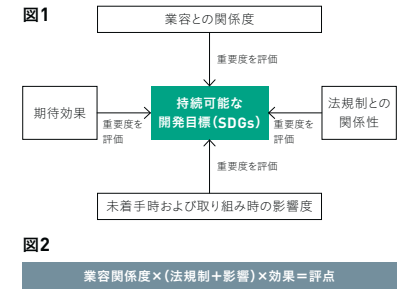 図1
業容との関係度
重要度を評価
期待効果
重要度を
評価
持続可能な
開発目標(SDGs)
重要度を
評価
法規制との
関係性
重要度を評価
未着手時および取り組み時の影響度
図2
業容関係度×(法規制+影響)×効果=評点